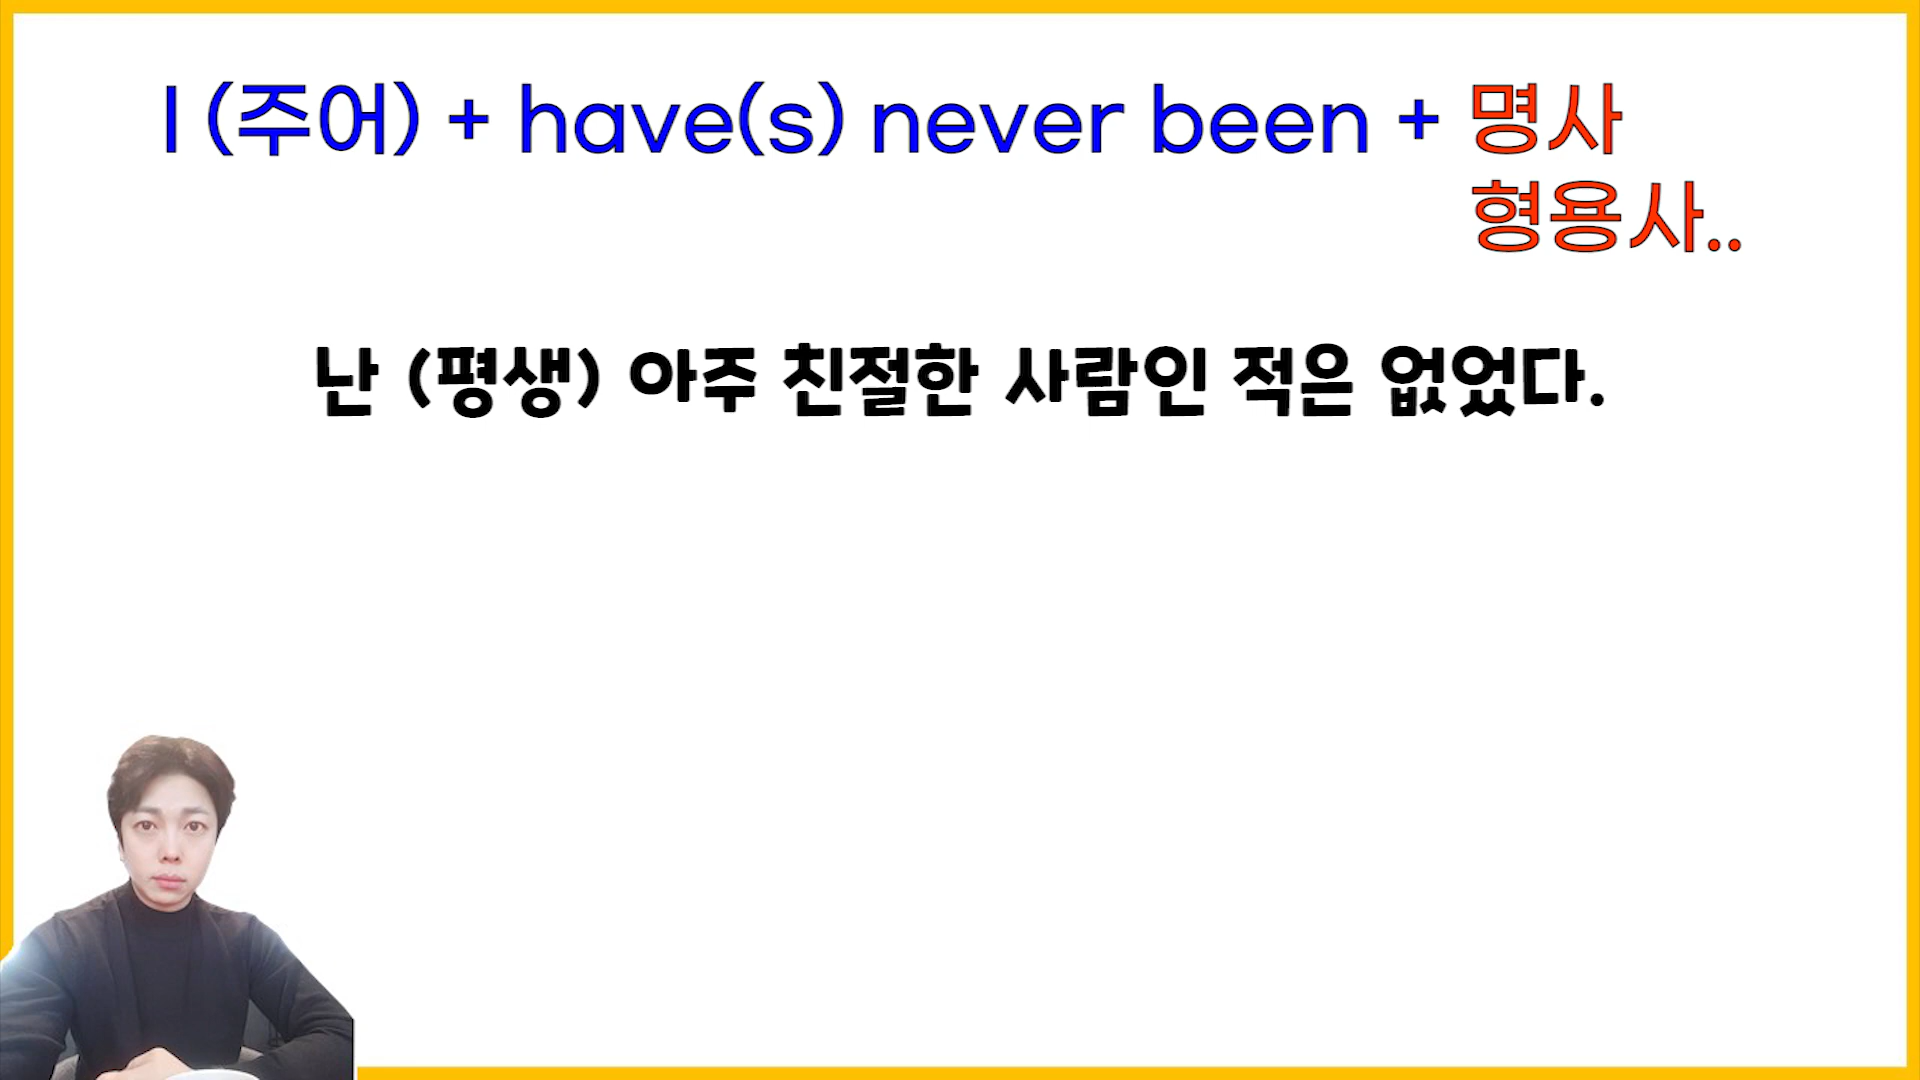 I (주어) + have(s) never been + 명사
형용사..
난 (평생) 아주 친절한 사람인 적은 없었다.